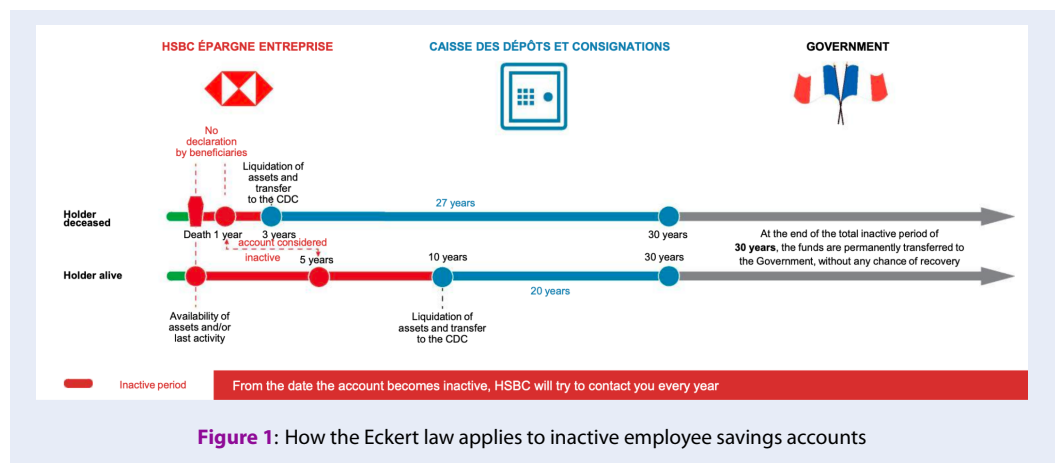 HSBC ÉPARGNE ENTREPRISE
CAISSE DES DÉPÔTS ET CONSIGNATIONS
GOVERNMENT
No
declaration
by beneficiaries
Liquidation of
assets and
transfer
to the CDC
27 years
Holder
deceased
Death 1 year 3 years
30 years
At the end of the total inactive period of
30 years, the funds are permanently transferred to
the Government, without any chance of recovery
account considered
inactive
5 years
10 years
30 years
Holder alive
20 years
Availability of
assets and/or
last activity
Liquidation of
assets and transfer
to the CDC
Inactive period
From the date the account becomes inactive, HSBC will try to contact you every year
Figure 1: How the Eckert law applies to inactive employee savings accounts